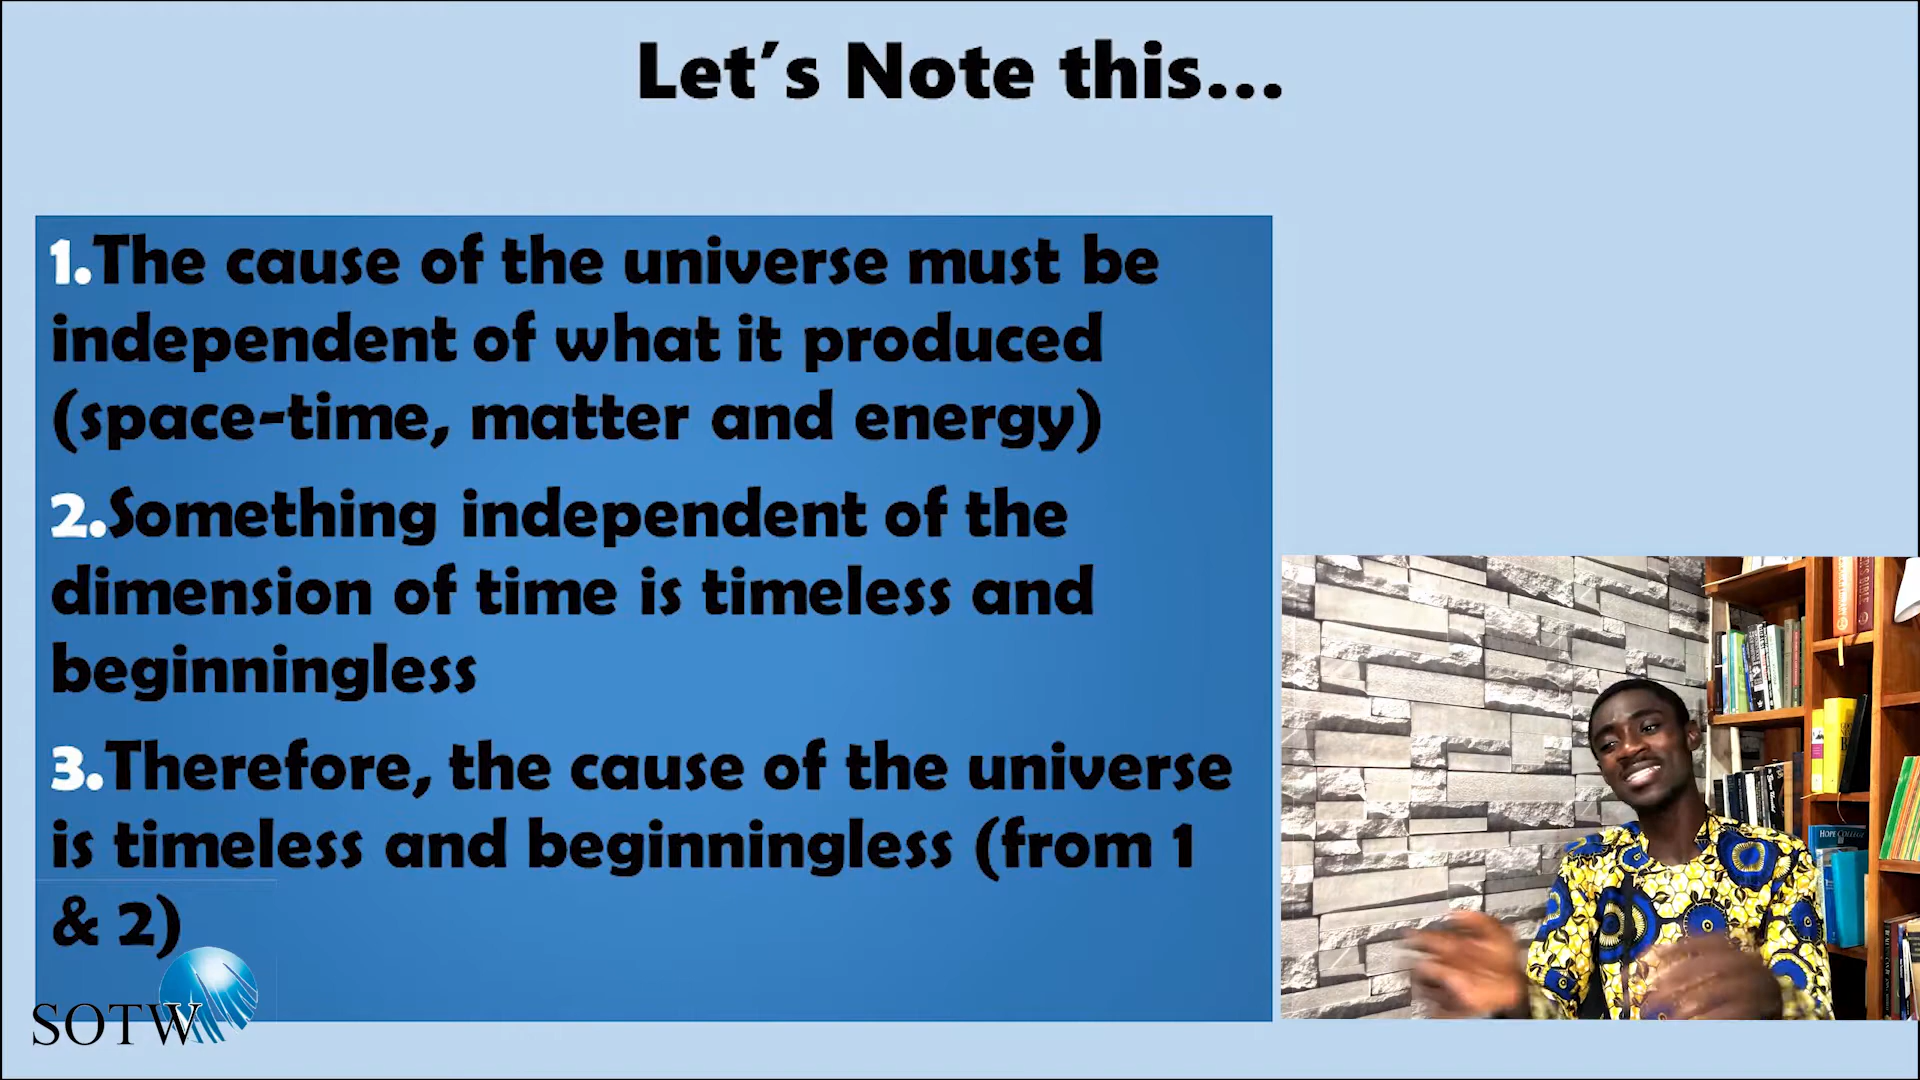 Let's Note this...
1.The cause of the universe must be
independent of what it produced
(space-time, matter and energy)
2.Something independent of the
dimension of time is timeless and
beginningless
3.Therefore, the cause of the universe
is timeless and beginningless (from 1
& 2)
SOTW
HOPE COLLEGE